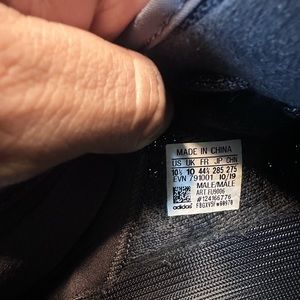 MADE IN CHINA
US UK FR JP CHN
10½ 10 44⅔ 285 275
EVN 791001 10/19
MALE/MALE
ART FU9006
#124166776
adidas